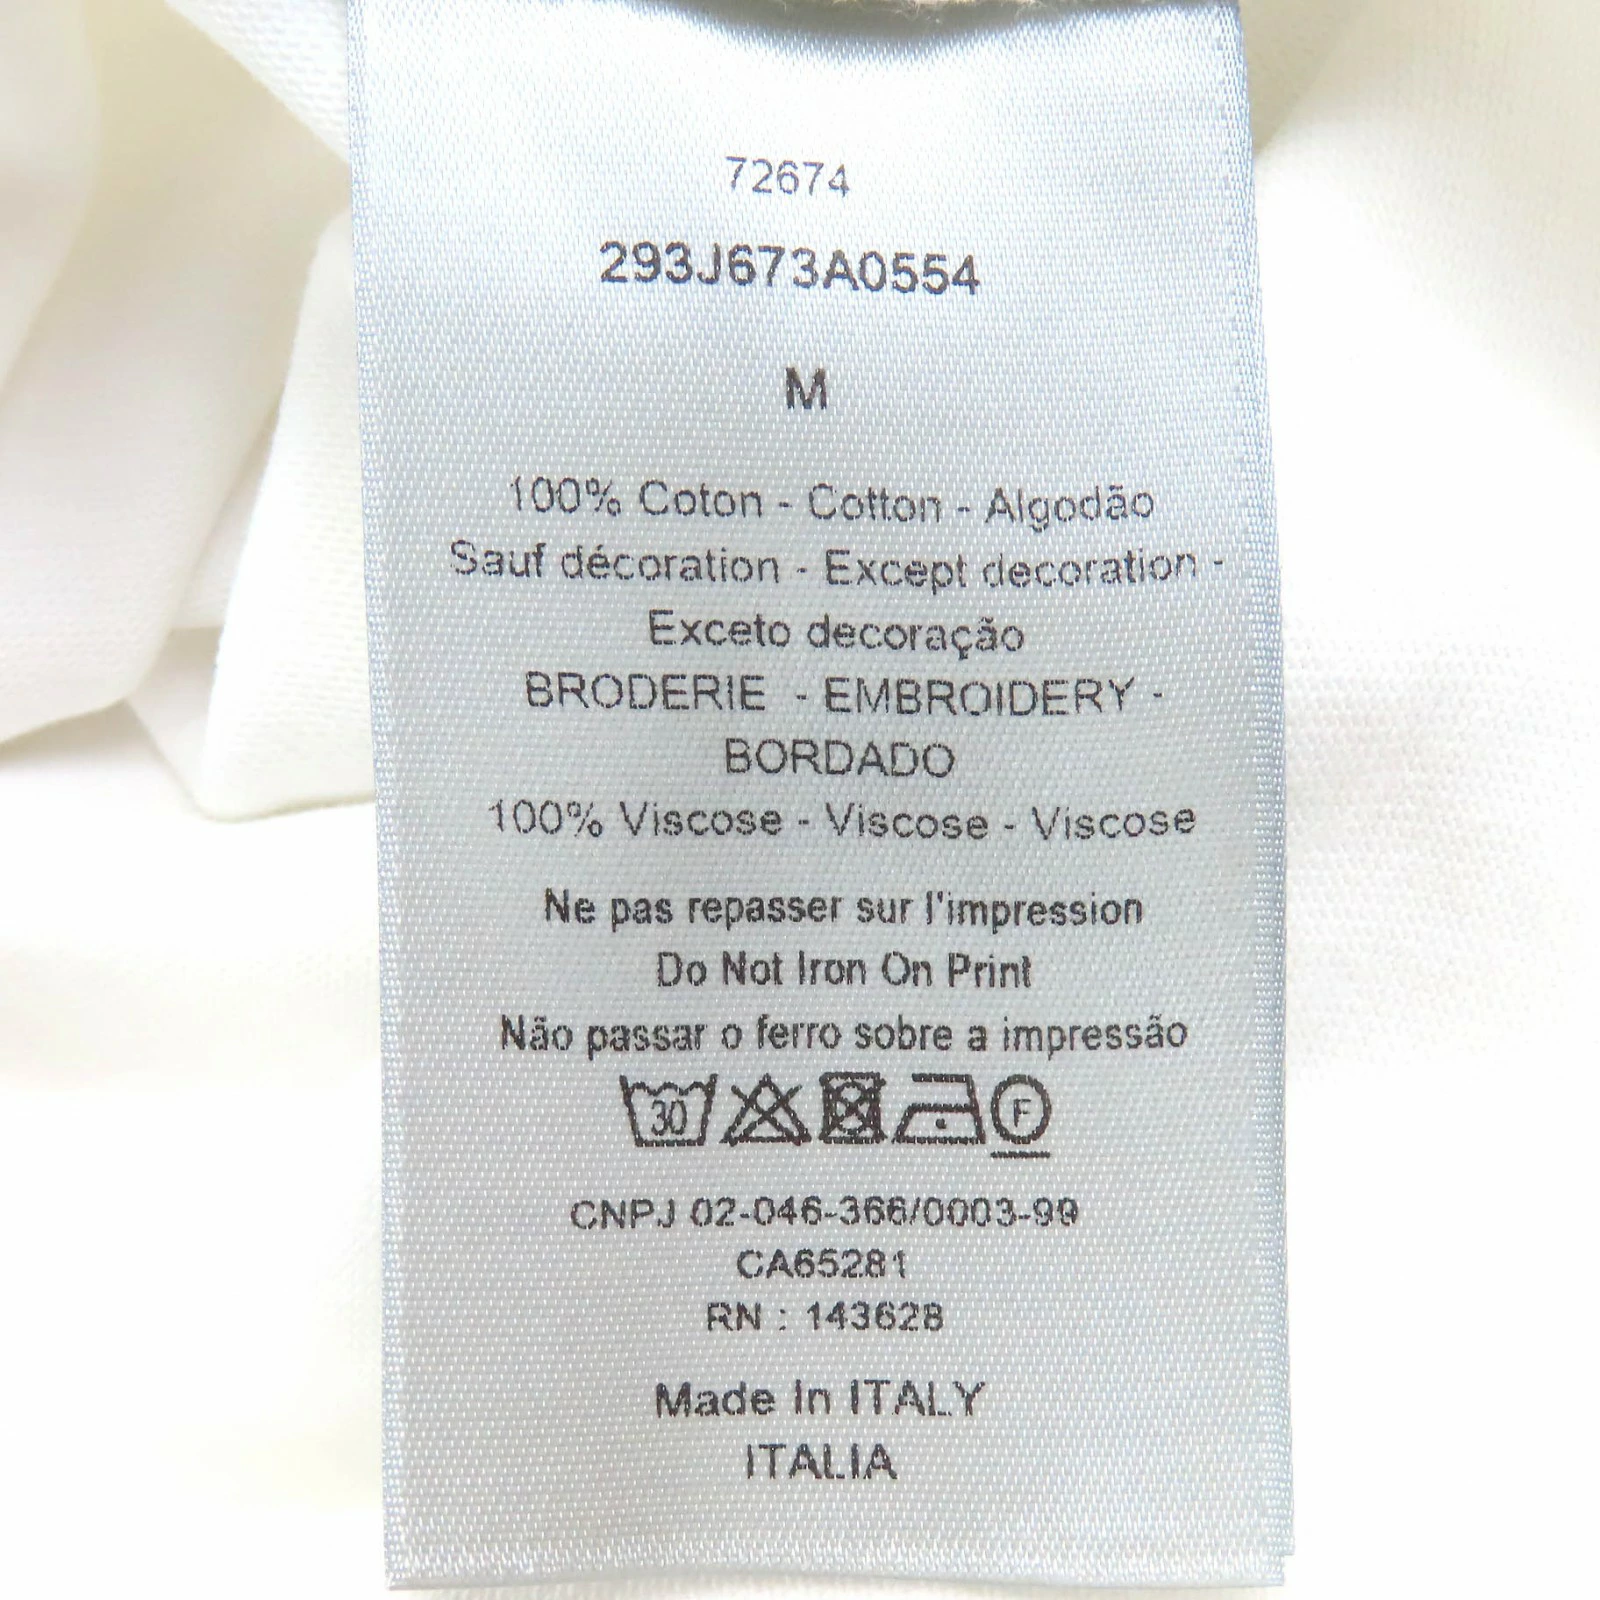 72674
293J673A0554
M
100% Coton - Cotton - Algodão
Sauf décoration - Except decoration -
Exceto decoração
BRODERIE - EMBROIDERY -
BORDADO
100% Viscose - Viscose - Viscose
Ne pas repasser sur l'impression
Do Not Iron On Print
Não passar o ferro sobre a impressão
30 F
CNPJ 02-046-366/0003-99
CA65281
RN : 143628
Made in ITALY
ITALIA